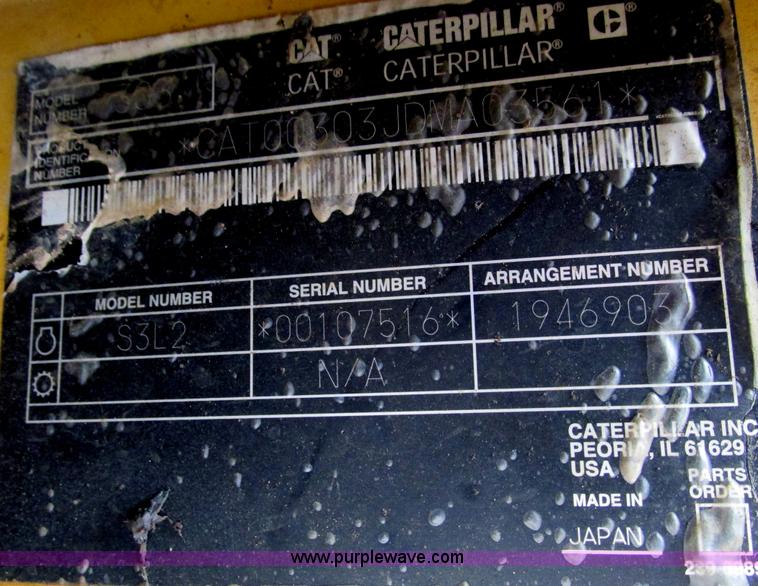 CAT® CATERPILLAR®
CAT® CATERPILLAR®
MODEL
NUMBER
PRODUCT
IDENTIFICATION
NUMBER
*CAT00303JDMA03561*
MODEL NUMBER SERIAL NUMBER ARRANGEMENT NUMBER
S3L2 *00107516* 1946903
N/A
CATERPILLAR INC
PEORIA, IL 61629
USA
PARTS
ORDER
MADE IN
JAPAN
www.purplewave.com